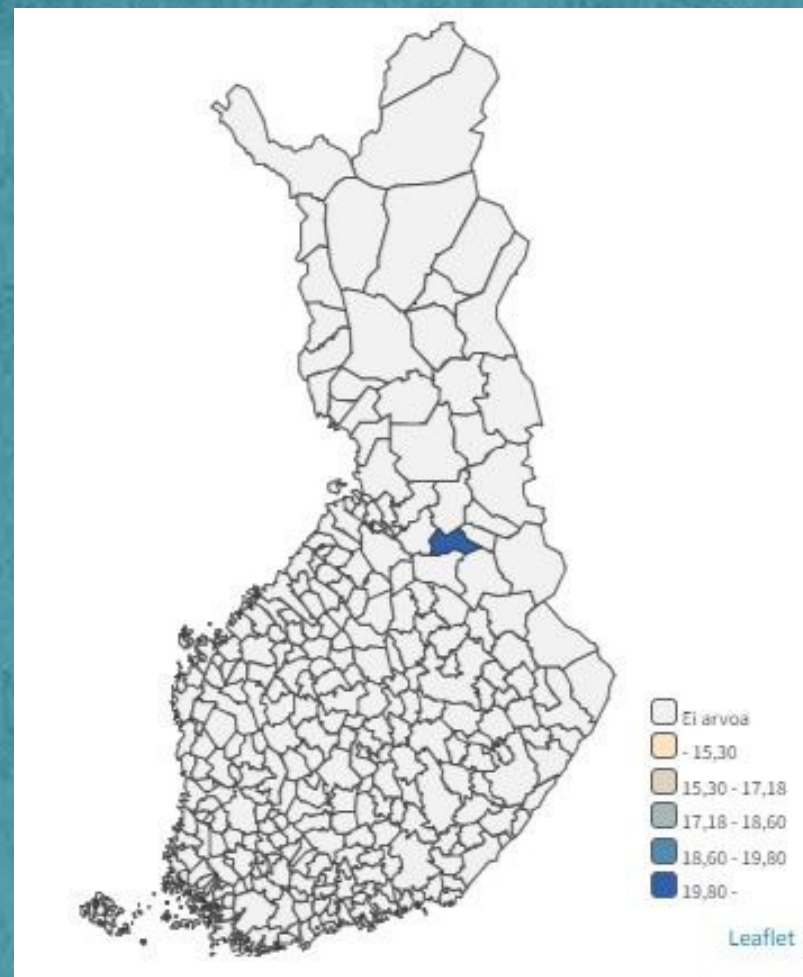 Ei arvoa
- 15,30
15,30 - 17,18
17,18 - 18,60
18,60 - 19,80
19,80 -
Leaflet